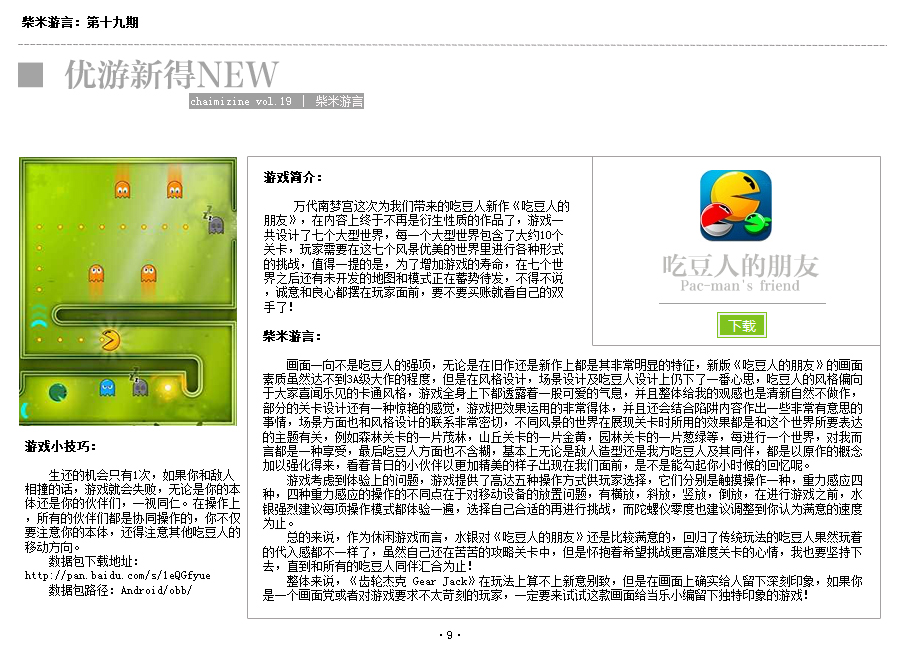 柴米游言：第十九期
优游新得NEW
chaimizine vol.19 | 柴米游言
游戏简介：
万代南梦宫这次为我们带来的吃豆人新作《吃豆人的
朋友》，在内容上终于不再是衍生性质的作品了，游戏一
共设计了七个大型世界，每一个大型世界包含了大约10个
关卡，玩家需要在这七个风景优美的世界里进行各种形式
的挑战，值得一提的是，为了增加游戏的寿命，在七个世
界之后还有未开发的地图和模式正在蓄势待发，不得不说
，诚意和良心都摆在玩家面前，要不要买账就看自己的双
手了！
吃豆人的朋友
Pac-man's friend
下载
柴米游言：
画面一向不是吃豆人的强项，无论是在旧作还是新作上都是其非常明显的特征，新版《吃豆人的朋友》的画面
素质虽然达不到3A级大作的程度，但是在风格设计，场景设计及吃豆人设计上仍下了一番心思，吃豆人的风格偏向
于大家喜闻乐见的卡通风格，游戏全身上下都透露着一股可爱的气息，并且整体给我的观感也是清新自然不做作，
部分的关卡设计还有一种惊艳的感觉，游戏把效果运用的非常得体，并且还会结合陷阱内容作出一些非常有意思的
事情，场景方面也和风格设计的联系非常密切，不同风景的世界在展现关卡时所用的效果都是和这个世界所要表达
的主题有关，例如森林关卡的一片茂林，山丘关卡的一片金黄，园林关卡的一片葱绿等，每进行一个世界，对我而
言都是一种享受，最后吃豆人方面也不含糊，基本上无论是敌人造型还是我方吃豆人及其同伴，都是以原作的概念
加以强化得来，看着昔日的小伙伴以更加精美的样子出现在我们面前，是不是能勾起你小时候的回忆呢。
游戏考虑到体验上的问题，游戏提供了高达五种操作方式供玩家选择，它们分别是触摸操作一种，重力感应四
种，四种重力感应的操作的不同点在于对移动设备的放置问题，有横放，斜放，竖放，倒放，在进行游戏之前，水
银强烈建议每项操作模式都体验一遍，选择自己合适的再进行挑战，而陀螺仪零度也建议调整到你认为满意的速度
为止。
总的来说，作为休闲游戏而言，水银对《吃豆人的朋友》还是比较满意的，回归了传统玩法的吃豆人果然玩着
的代入感都不一样了，虽然自己还在苦苦的攻略关卡中，但是怀抱着希望挑战更高难度关卡的心情，我也要坚持下
去，直到和所有的吃豆人同伴汇合为止！
整体来说，《齿轮杰克 Gear Jack》在玩法上算不上新意别致，但是在画面上确实给人留下深刻印象，如果你
是一个画面党或者对游戏要求不太苛刻的玩家，一定要来试试这款画面给当乐小编留下独特印象的游戏！
游戏小技巧：
生还的机会只有1次，如果你和敌人
相撞的话，游戏就会失败，无论是你的本
体还是你的伙伴们，一视同仁。在操作上
，所有的伙伴们都是协同操作的，你不仅
要注意你的本体，还得注意其他吃豆人的
移动方向。
数据包下载地址：
http://pan.baidu.com/s/1eQGfyue
数据包路径：Android/obb/
·9·